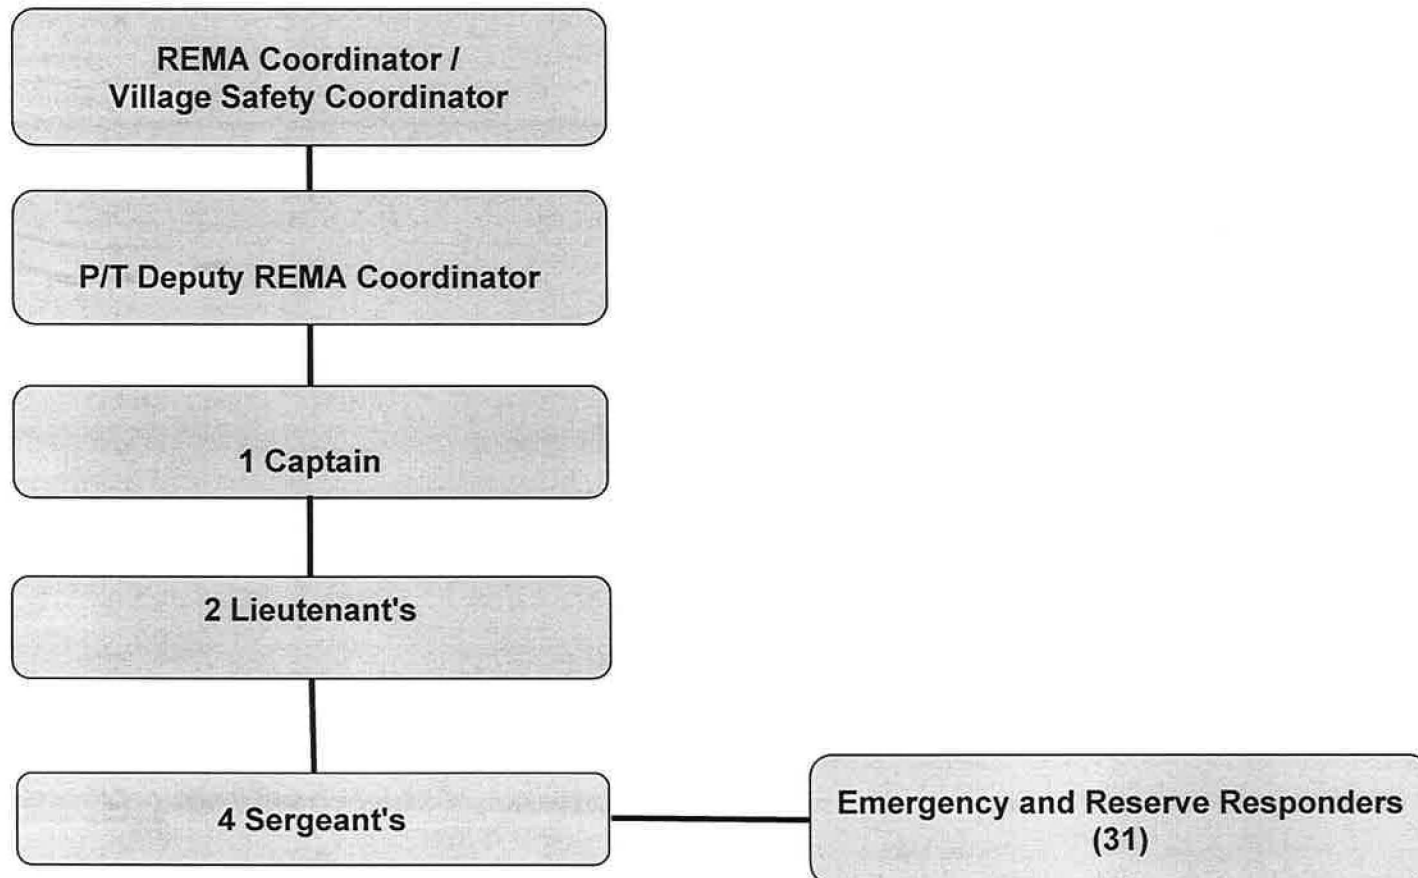 REMA Coordinator /
Village Safety Coordinator
P/T Deputy REMA Coordinator
1 Captain
2 Lieutenant's
4 Sergeant's
Emergency and Reserve Responders
(31)